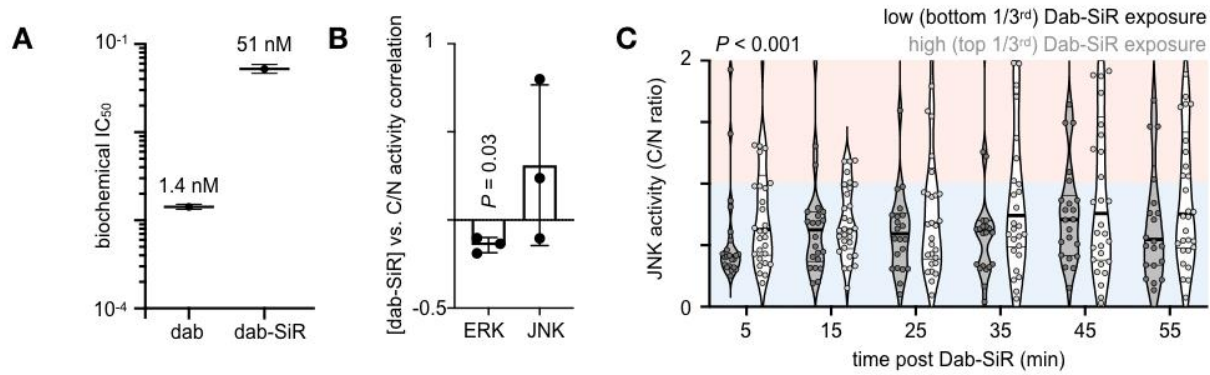 A
biochemical IC50
10-1
10-4
1.4 nM
51 nM
dab
dab-SiR
B
[dab-SiR] vs. C/N activity correlation
1
-0.5
P = 0.03
ERK
JNK
C
low (bottom 1/3rd) Dab-SiR exposure
high (top 1/3rd) Dab-SiR exposure
P < 0.001
JNK activity (C/N ratio)
2
0
5
15
25
35
45
55
time post Dab-SiR (min)